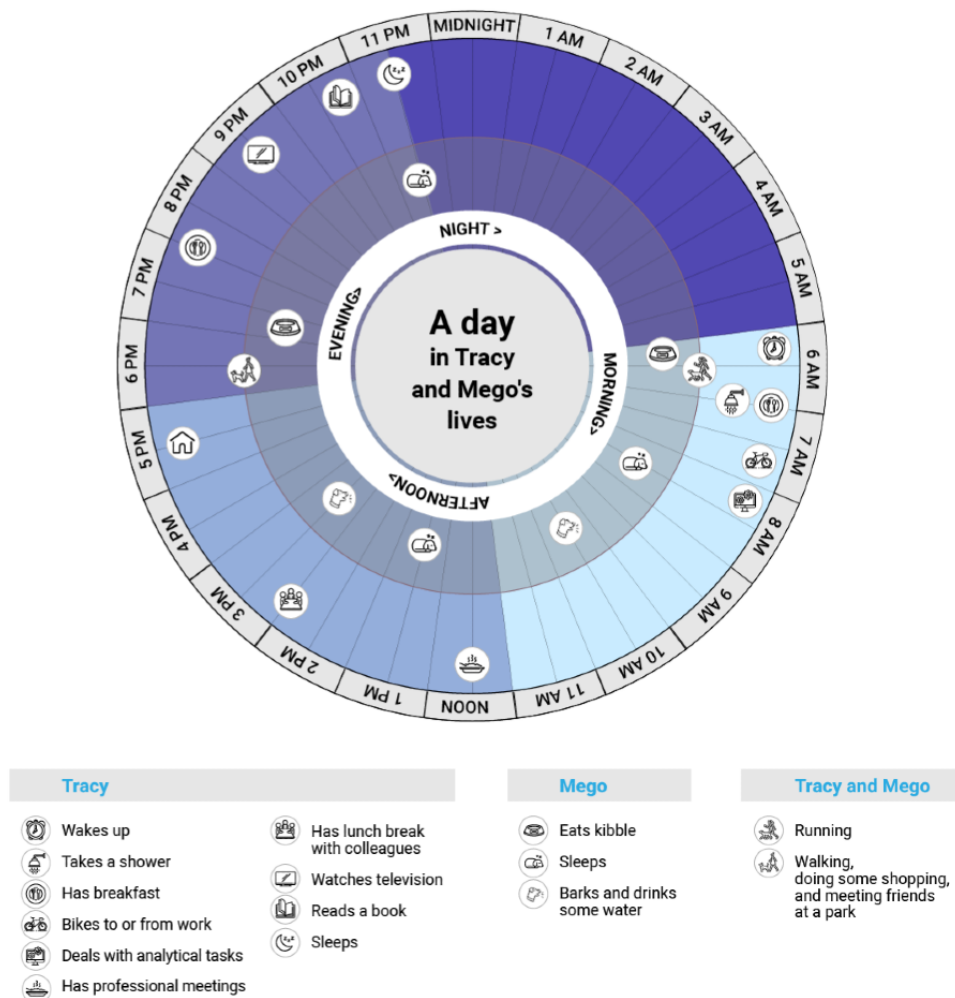 MIDNIGHT
1 AM
2 AM
3 AM
4 AM
5 AM
6 AM
7 AM
8 AM
9 AM
10 AM
11 AM
NOON
1 PM
2 PM
3 PM
4 PM
5 PM
6 PM
7 PM
8 PM
9 PM
10 PM
11 PM
NIGHT >
MORNING>
AFTERNOON>
EVENING>
A day
in Tracy
and Mego's
lives
Tracy
Wakes up
Takes a shower
Has breakfast
Bikes to or from work
Deals with analytical tasks
Has professional meetings
Has lunch break
with colleagues
Watches television
Reads a book
Sleeps
Mego
Eats kibble
Sleeps
Barks and drinks
some water
Tracy and Mego
Running
Walking,
doing some shopping,
and meeting friends
at a park